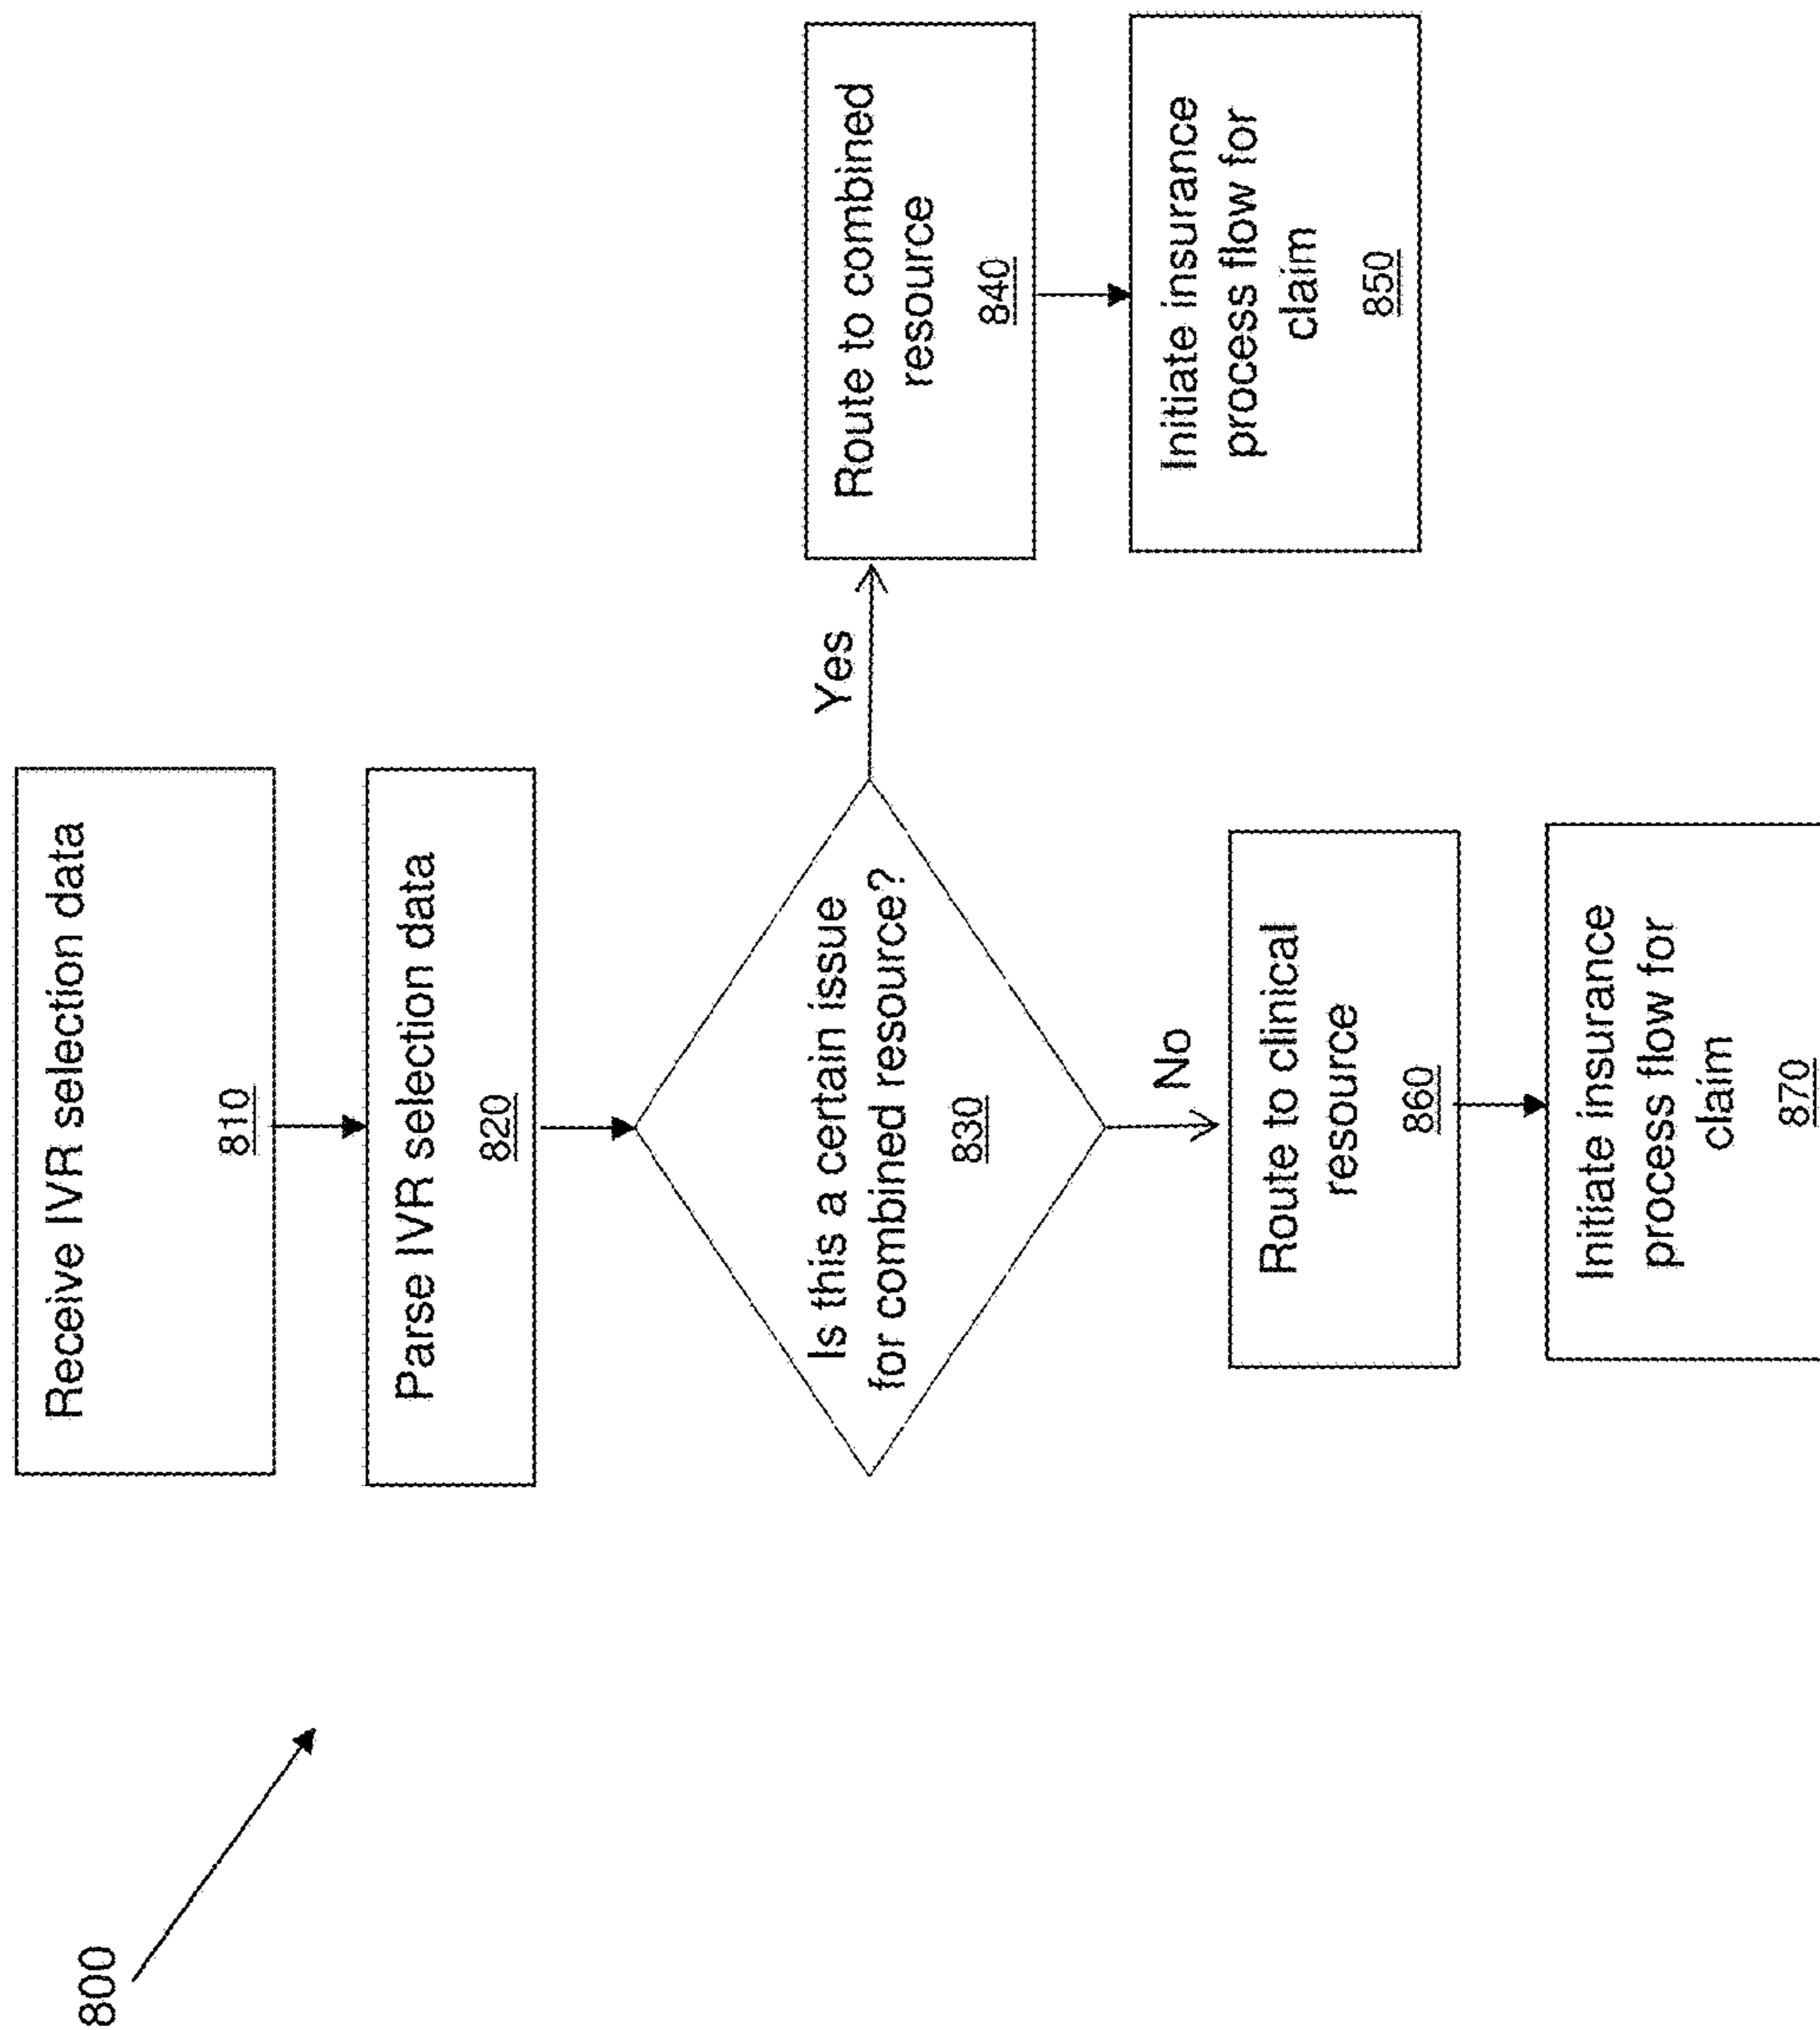 800
Receive IVR selection data
810
Parse IVR selection data
820
Is this a certain issue
for combined resource?
830
Yes
Route to combined
resource
840
Initiate insurance
process flow for
claim
850
No
Route to clinical
resource
860
Initiate insurance
process flow for
claim
870